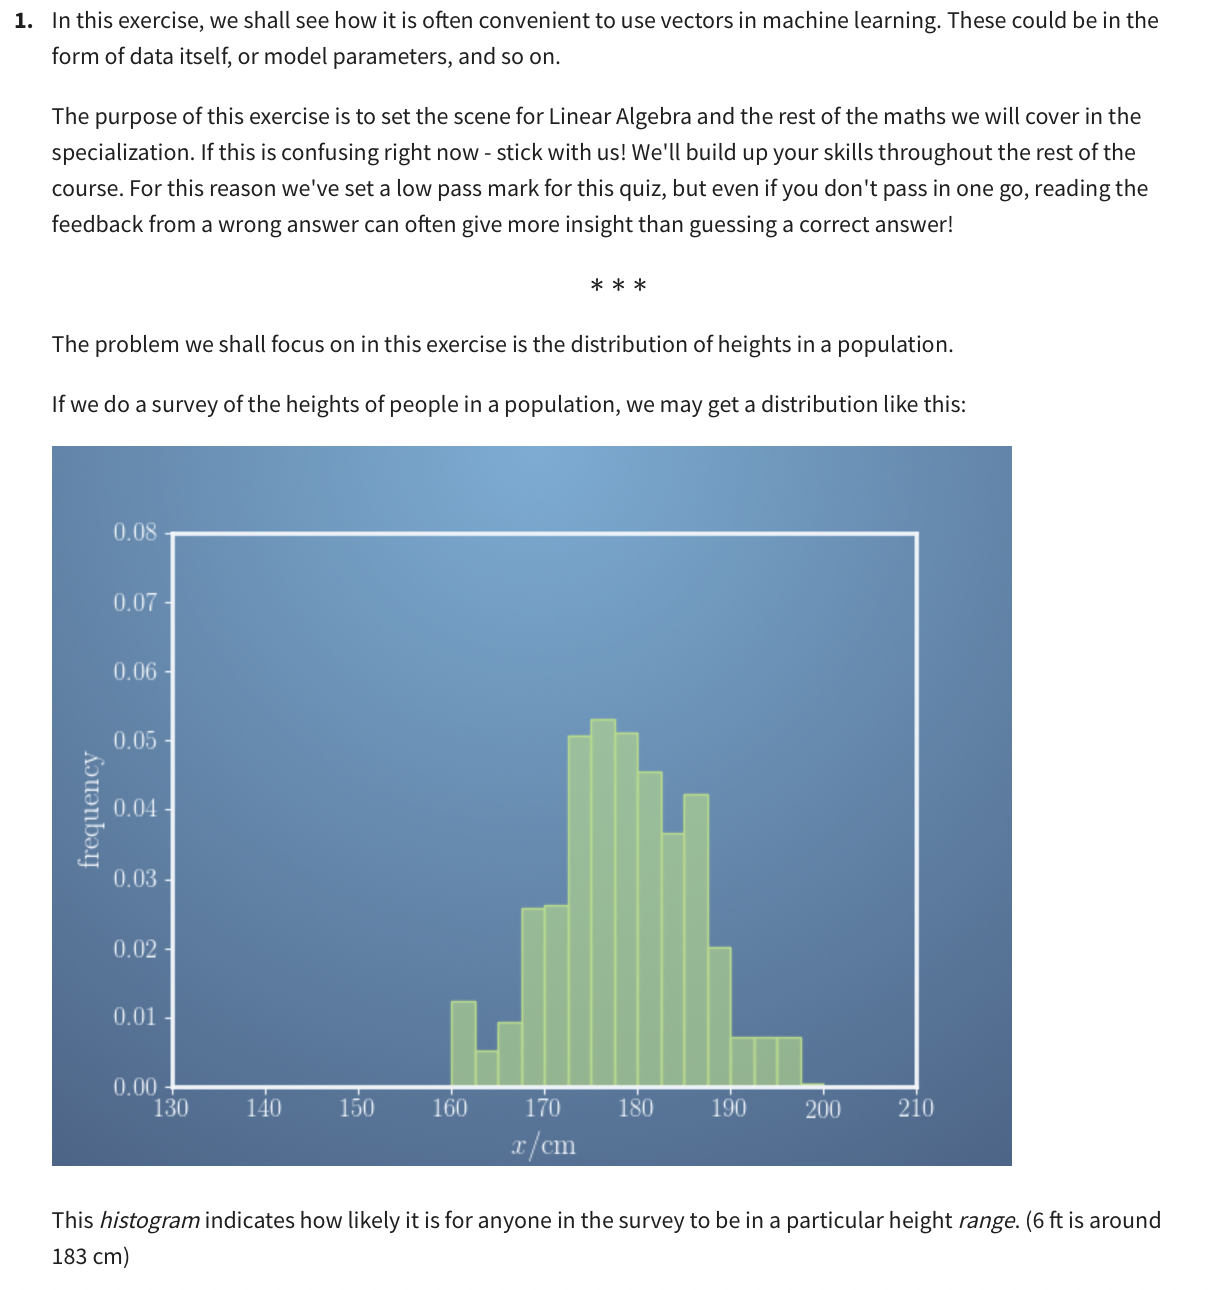 1. In this exercise, we shall see how it is often convenient to use vectors in machine learning. These could be in the
form of data itself, or model parameters, and so on.
The purpose of this exercise is to set the scene for Linear Algebra and the rest of the maths we will cover in the
specialization. If this is confusing right now - stick with us! We'll build up your skills throughout the rest of the
course. For this reason we've set a low pass mark for this quiz, but even if you don't pass in one go, reading the
feedback from a wrong answer can often give more insight than guessing a correct answer!
* * *
The problem we shall focus on in this exercise is the distribution of heights in a population.
If we do a survey of the heights of people in a population, we may get a distribution like this:
0.08
0.07
0.06
0.05
0.04
0.03
0.02
0.01
0.00
frequency
130 140 150 160 170 180 190 200 210
x/cm
This histogram indicates how likely it is for anyone in the survey to be in a particular height range. (6 ft is around
183 cm)